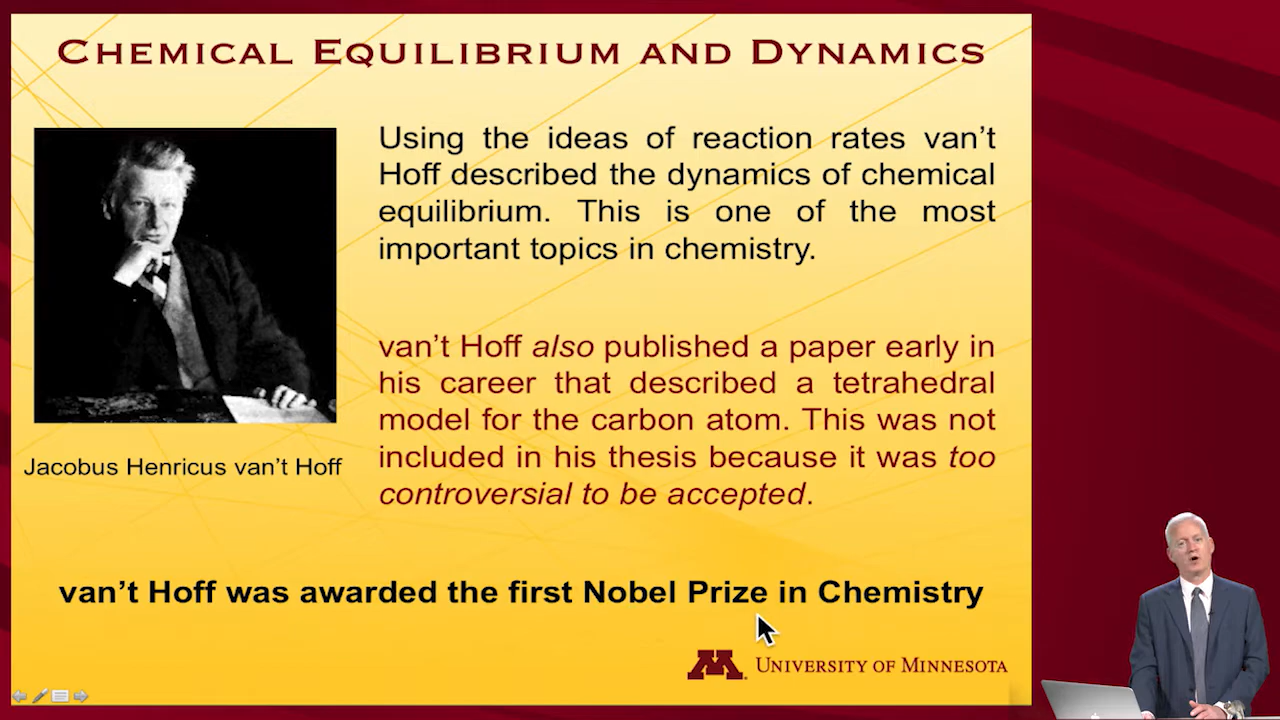 CHEMICAL EQUILIBRIUM AND DYNAMICS
Using the ideas of reaction rates van't
Hoff described the dynamics of chemical
equilibrium. This is one of the most
important topics in chemistry.
van't Hoff also published a paper early in
his career that described a tetrahedral
model for the carbon atom. This was not
included in his thesis because it was too
controversial to be accepted.
Jacobus Henricus van't Hoff
van't Hoff was awarded the first Nobel Prize in Chemistry
M
UNIVERSITY OF MINNESOTA